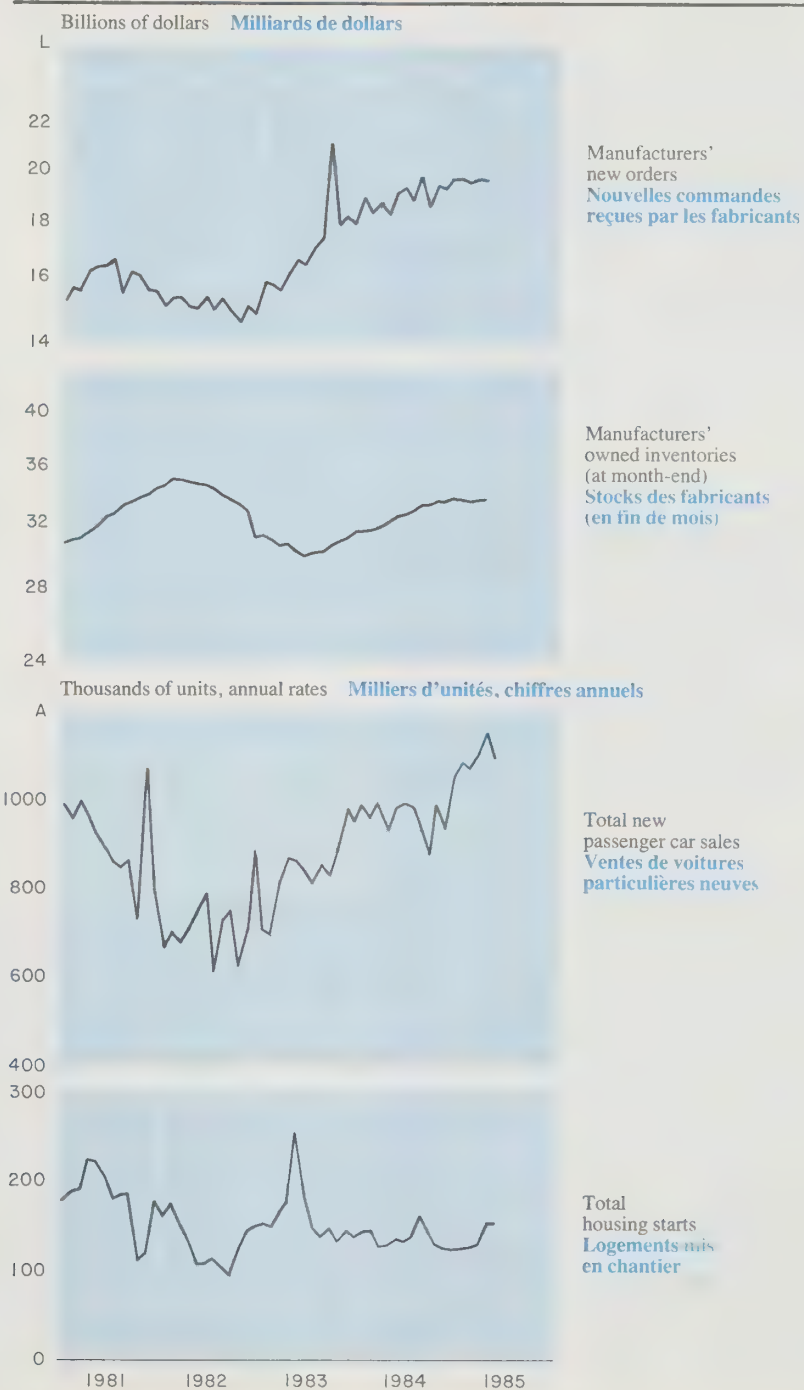 Billions of dollars Milliards de dollars
L
22
20
18
16
14
Manufacturers'
new orders
Nouvelles commandes
reçues par les fabricants
40
36
32
28
24
Manufacturers'
owned inventories
(at month-end)
Stocks des fabricants
(en fin de mois)
Thousands of units, annual rates Milliers d'unités, chiffres annuels
A
1000
800
600
400
Total new
passenger car sales
Ventes de voitures
particulières neuves
300
200
100
0
Total
housing starts
Logements mis
en chantier
1981 1982 1983 1984 1985